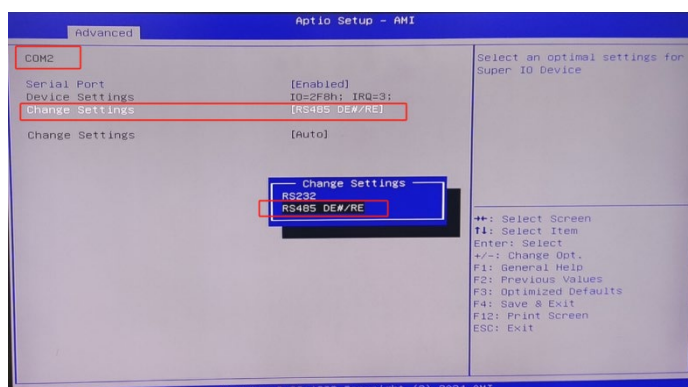 Aptio Setup - AMI
Advanced
COM2
Serial Port [Enabled]
Device Settings IO=2F8h; IRQ=3;
Change Settings [RS485 DE#/RE]
Change Settings [Auto]
Change Settings
RS232
RS485 DE#/RE
Select an optimal settings for
Super IO Device
→←: Select Screen
↑↓: Select Item
Enter: Select
+/-: Change Opt.
F1: General Help
F2: Previous Values
F3: Optimized Defaults
F4: Save & Exit
F12: Print Screen
ESC: Exit